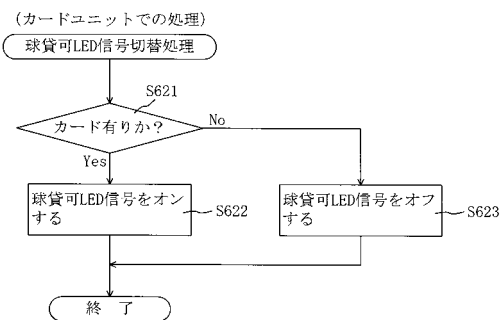 (カードユニットでの処理)
球貸可LED信号切替処理
S621
カード有りか?
No
Yes
球貸可LED信号をオン
する
S622
球貸可LED信号をオフ
する
S623
終 了